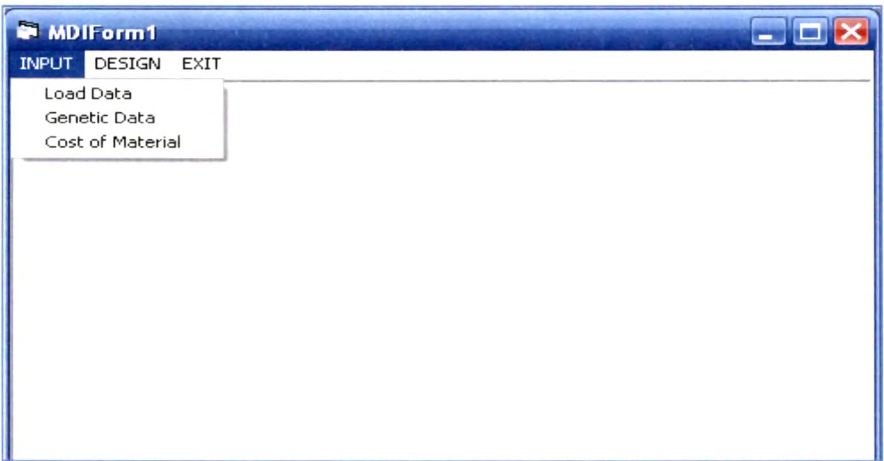 MDIForm1
INPUT DESIGN EXIT
Load Data
Genetic Data
Cost of Material